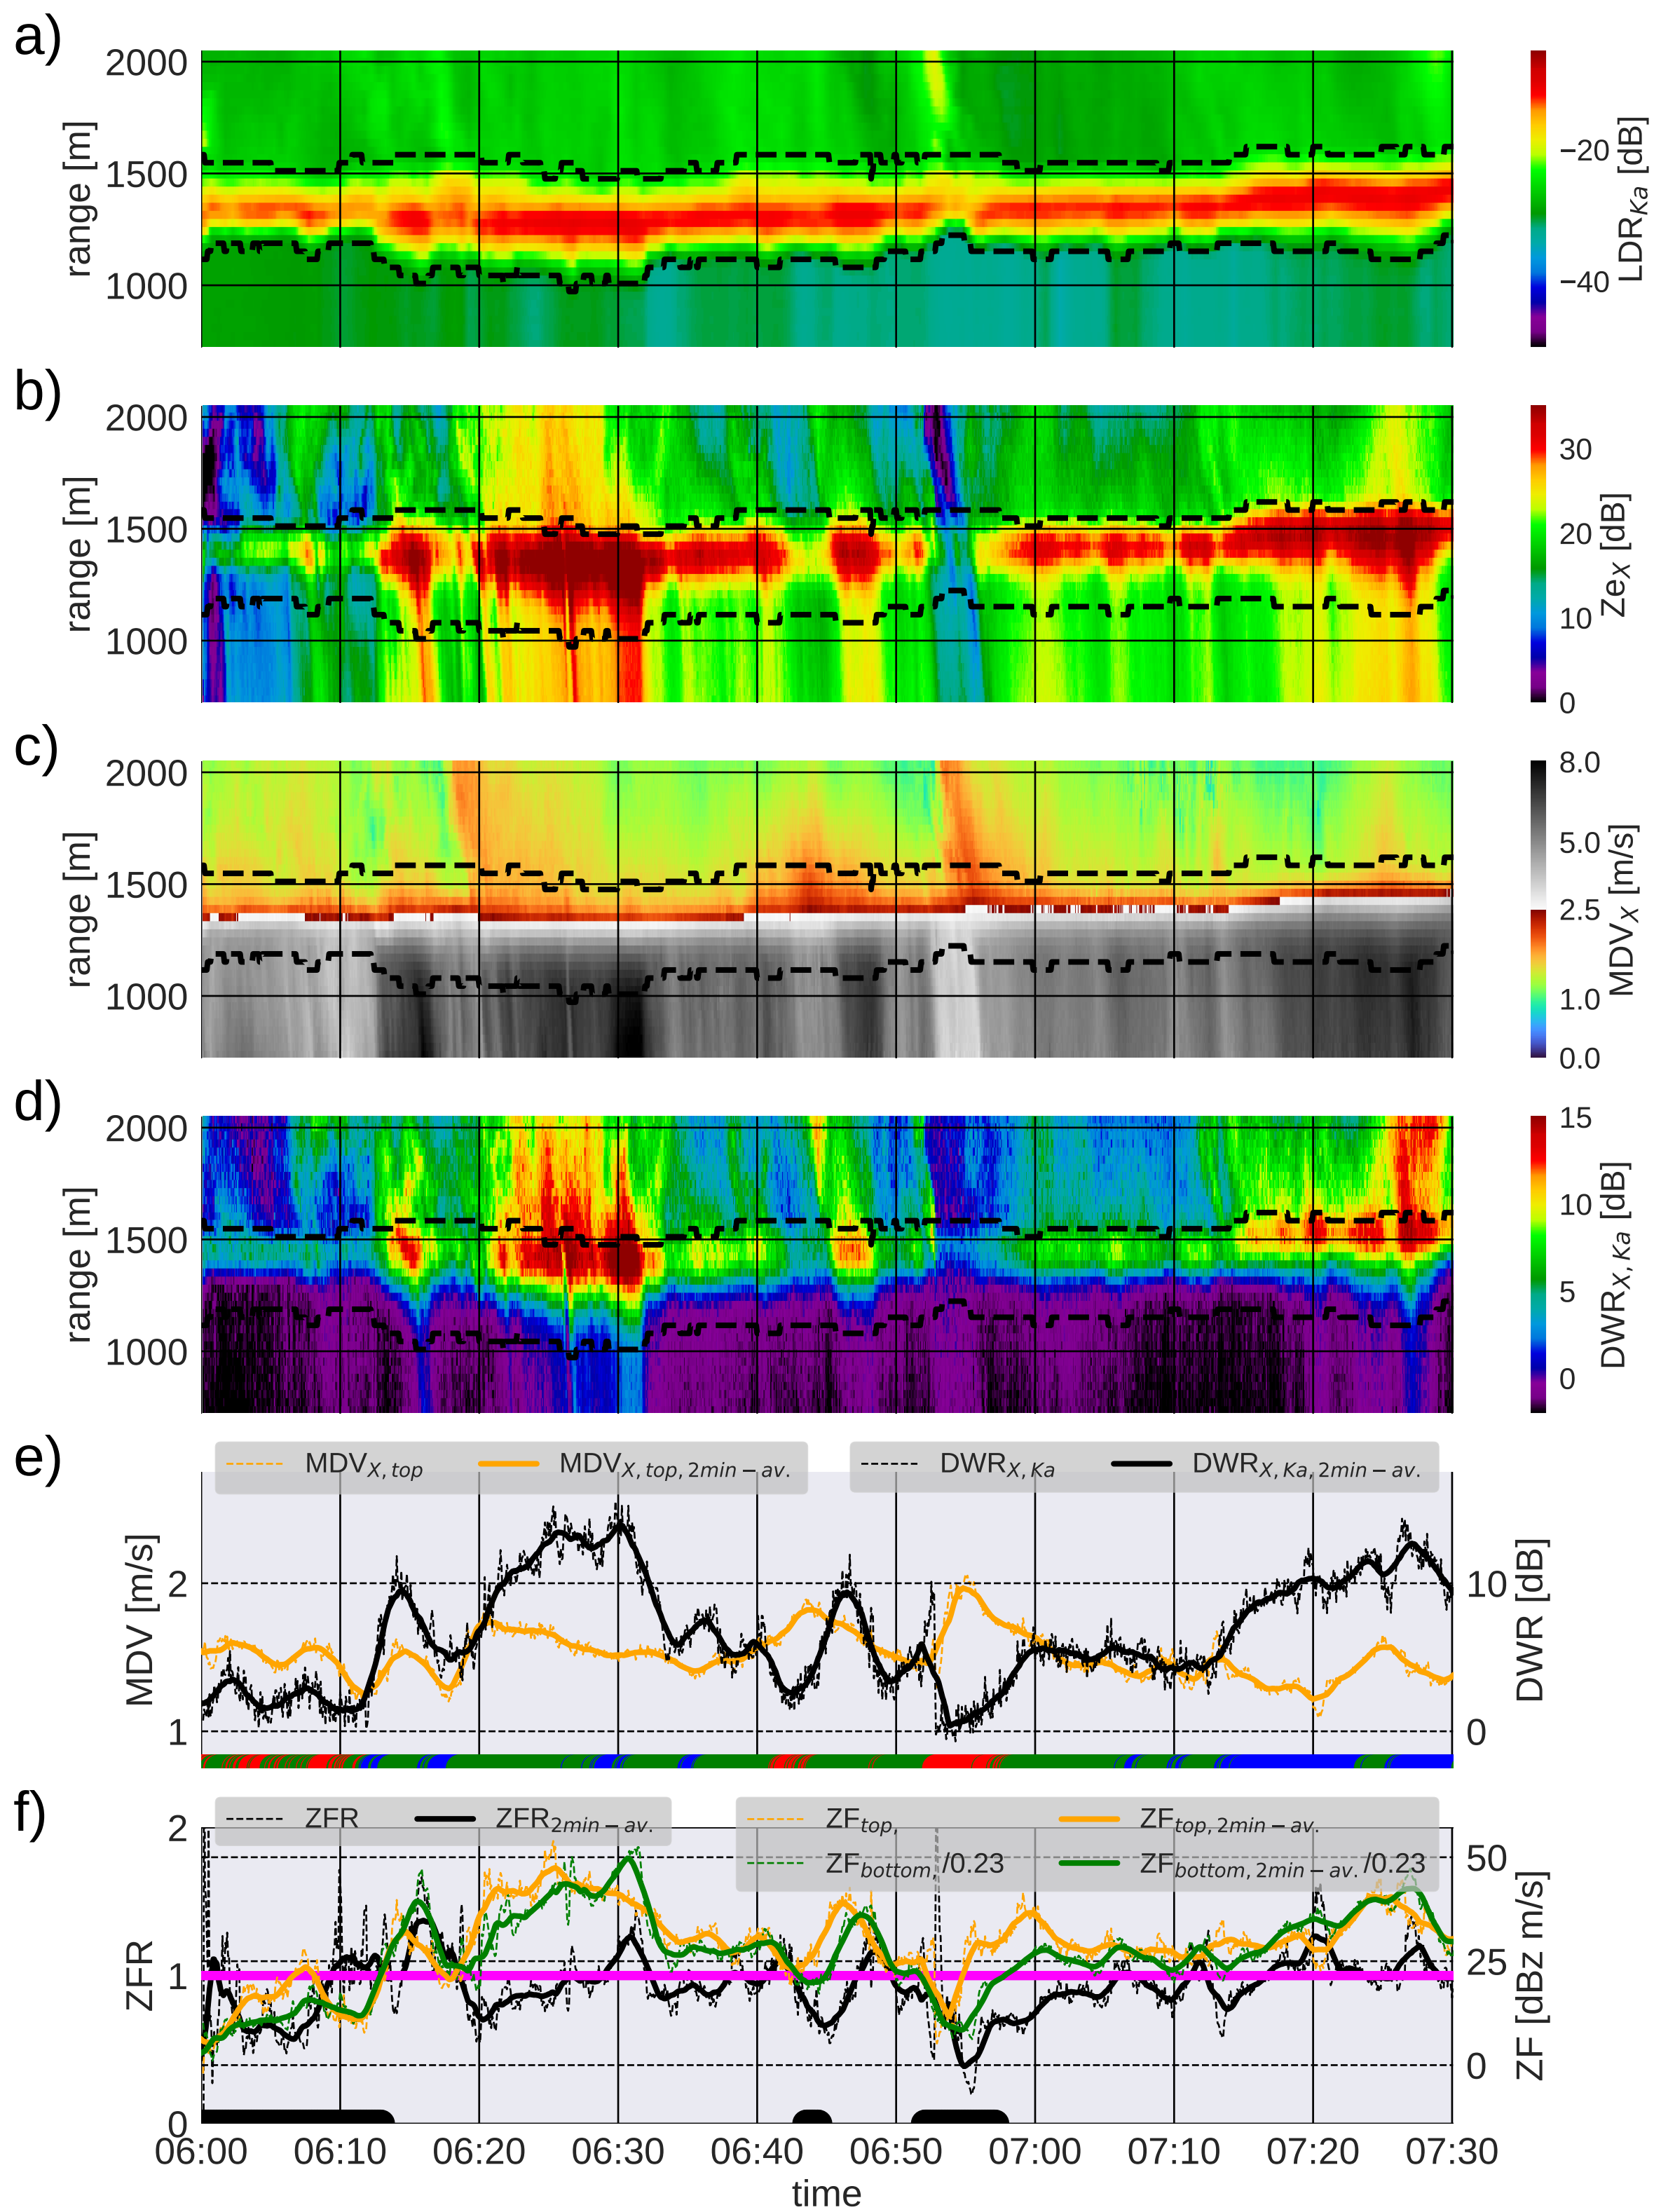 a)
2000
1500
1000
range [m]
−20
−40
LDR_Ka [dB]
b)
2000
1500
1000
range [m]
30
20
10
0
Ze_X [dB]
c)
2000
1500
1000
range [m]
8.0
5.0
2.5
1.0
0.0
MDV_X [m/s]
d)
2000
1500
1000
range [m]
15
10
5
0
DWR_X, Ka [dB]
e)
MDV_X, top MDV_X, top, 2min−av.
DWR_X, Ka DWR_X, Ka, 2min−av.
2
1
MDV [m/s]
10
0
DWR [dB]
f)
ZFR ZFR_2min−av.
ZF_top, ZF_top, 2min−av.
ZF_bottom,/0.23 ZF_bottom, 2min−av./0.23
2
1
0
ZFR
50
25
0
ZF [dBz m/s]
06:00 06:10 06:20 06:30 06:40 06:50 07:00 07:10 07:20 07:30
time